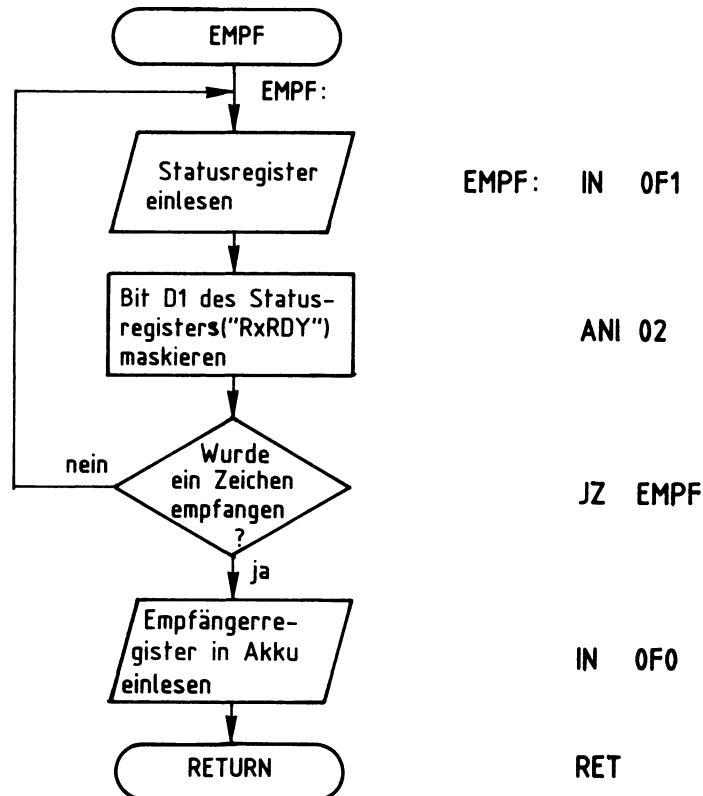 EMPF
EMPF:
Statusregister
einlesen
EMPF: IN 0F1
Bit D1 des Status-
registers("RxRDY")
maskieren
ANI 02
nein
Wurde
ein Zeichen
empfangen
?
JZ EMPF
ja
Empfängerre-
gister in Akku
einlesen
IN 0F0
RETURN
RET